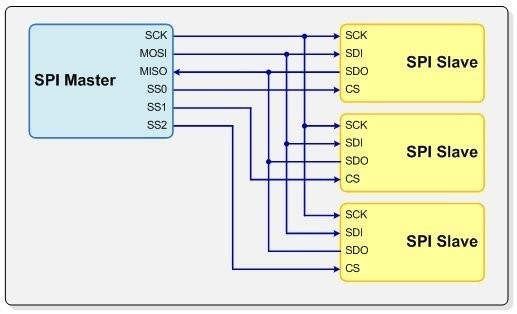 SPI Master
SCK
MOSI
MISO
SS0
SS1
SS2
SCK
SDI
SDO
CS
SPI Slave
SCK
SDI
SDO
CS
SPI Slave
SCK
SDI
SDO
CS
SPI Slave